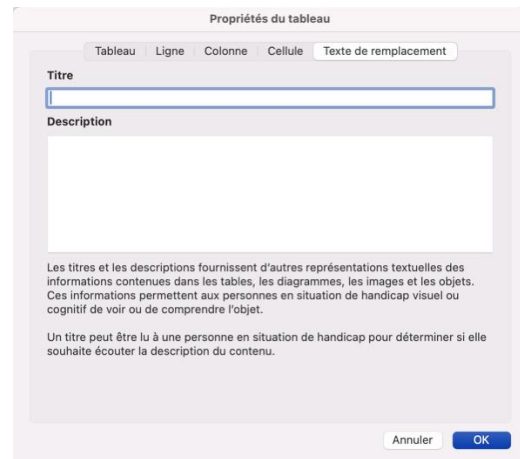 Propriétés du tableau
Tableau Ligne Colonne Cellule Texte de remplacement
Titre
Description
Les titres et les descriptions fournissent d'autres représentations textuelles des
informations contenues dans les tables, les diagrammes, les images et les objets.
Ces informations permettent aux personnes en situation de handicap visuel ou
cognitif de voir ou de comprendre l'objet.
Un titre peut être lu à une personne en situation de handicap pour déterminer si elle
souhaite écouter la description du contenu.
Annuler OK